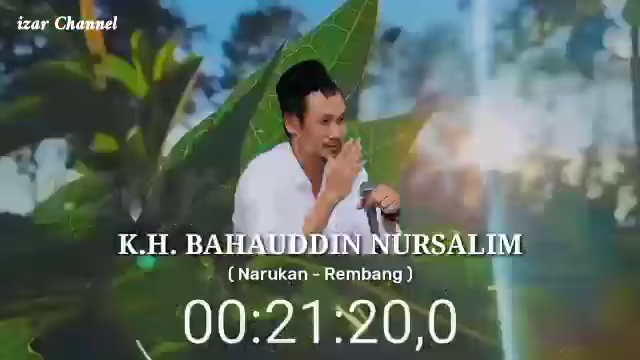 izar Channel
K.H. BAHAUDDIN NURSALIM
( Narukan - Rembang )
00:21:20,0